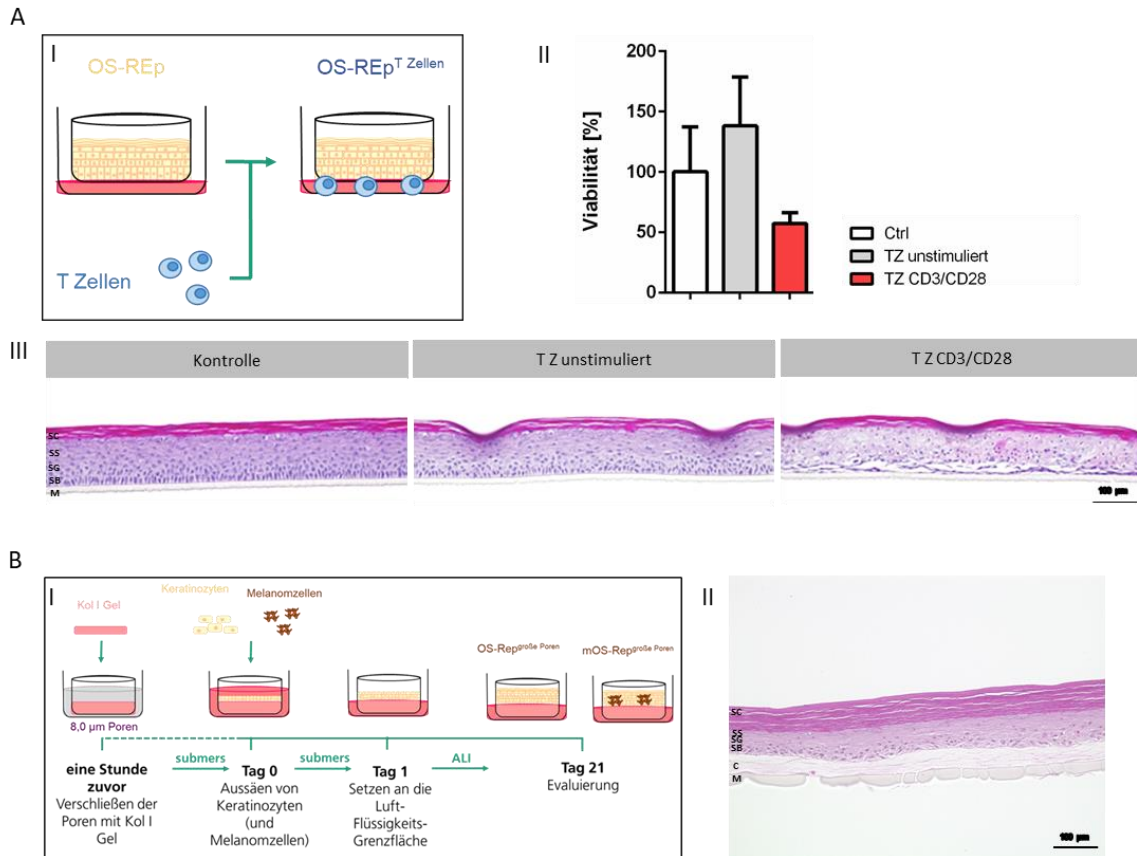 A
I
OS-REp
OS-REp T Zellen
T Zellen
II
Viabilität [%]
200
150
100
50
0
Ctrl
TZ unstimuliert
TZ CD3/CD28
III
Kontrolle
T Z unstimuliert
T Z CD3/CD28
SC
SS
SG
SB
M
100 µm
B
I
Kol I Gel
Keratinozyten
Melanomzellen
OS-Rep große Poren
mOS-Rep große Poren
8,0 µm Poren
submers
submers
ALI
eine Stunde
zuvor
Verschließen der
Poren mit Kol I
Gel
Tag 0
Aussäen von
Keratinozyten
(und
Melanomzellen)
Tag 1
Setzen an die
Luft-
Flüssigkeits-
Grenzfläche
Tag 21
Evaluierung
II
SC
SS
SG
SB
C
M
100 µm